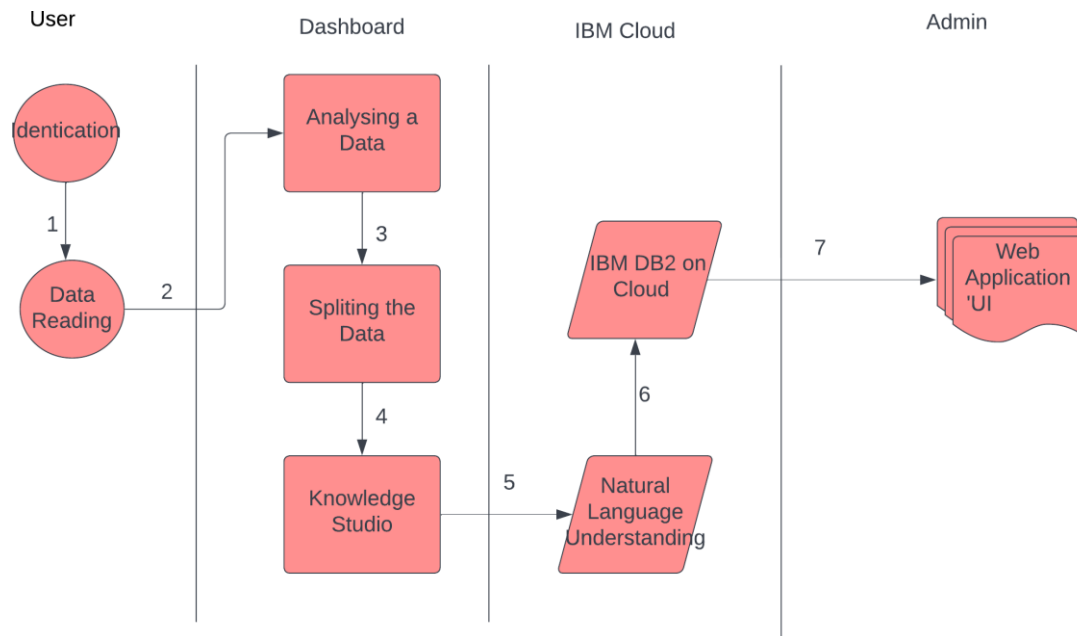 User
Dashboard
IBM Cloud
Admin
Identication
1
Data
Reading
2
Analysing a
Data
3
Spliting the
Data
4
Knowledge
Studio
5
Natural
Language
Understanding
6
IBM DB2 on
Cloud
7
Web
Application
'UI